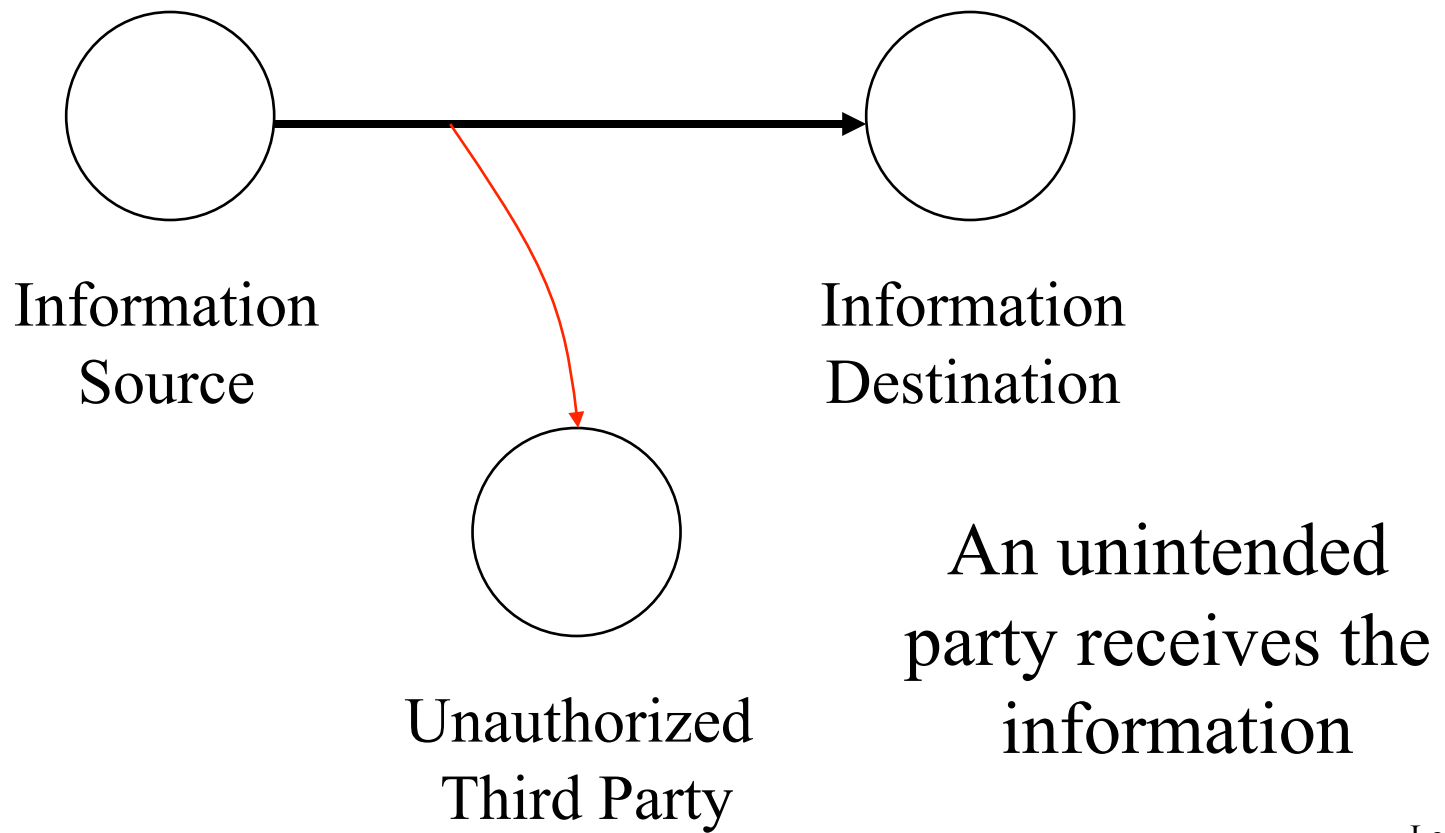 Information
Source
Information
Destination
Unauthorized
Third Party
An unintended
party receives the
information